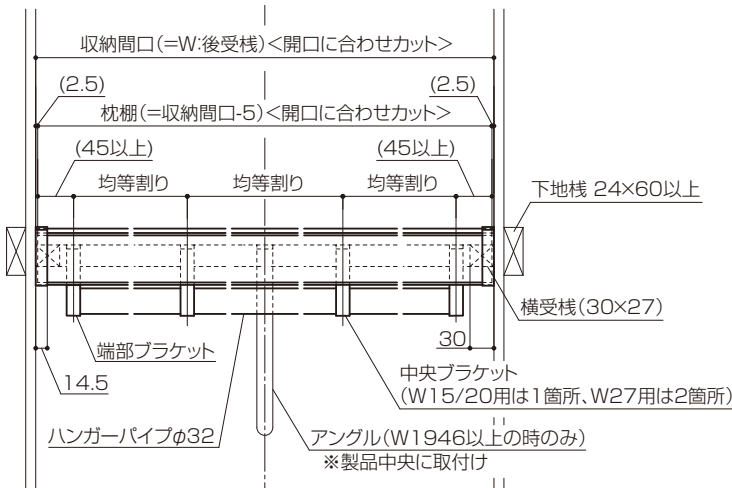 収納間口(=W:後受桟)<開口に合わせカット>
(2.5)
(2.5)
枕棚(=収納間口-5)<開口に合わせカット>
(45以上)
(45以上)
均等割り
均等割り
均等割り
下地桟 24×60以上
横受桟(30×27)
30
端部ブラケット
14.5
中央ブラケット
(W15/20用は1箇所、W27用は2箇所)
ハンガーパイプφ32
アングル(W1946以上の時のみ)
※製品中央に取付け